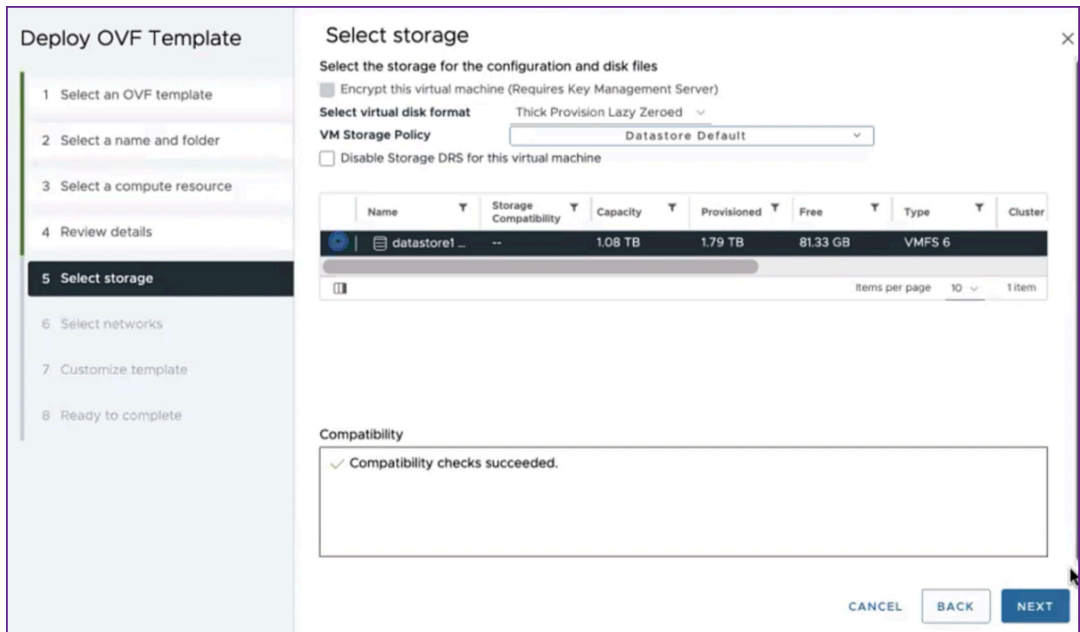 Deploy OVF Template
1 Select an OVF template
2 Select a name and folder
3 Select a compute resource
4 Review details
5 Select storage
6 Select networks
7 Customize template
8 Ready to complete
Select storage
Select the storage for the configuration and disk files
Encrypt this virtual machine (Requires Key Management Server)
Select virtual disk format Thick Provision Lazy Zeroed
VM Storage Policy Datastore Default
Disable Storage DRS for this virtual machine
Name Storage Compatibility Capacity Provisioned Free Type Cluster
datastore1 ... -- 1.08 TB 1.79 TB 81.33 GB VMFS 6
Items per page 10 1 item
Compatibility
Compatibility checks succeeded.
CANCEL BACK NEXT